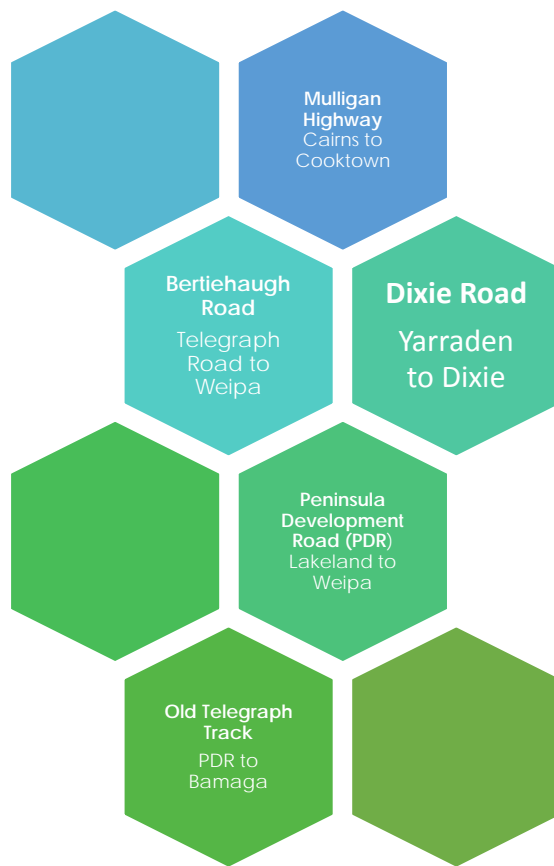 Mulligan
Highway
Cairns to
Cooktown
Bertiehaugh
Road
Telegraph
Road to
Weipa
Dixie Road
Yarraden
to Dixie
Peninsula
Development
Road (PDR)
Lakeland to
Weipa
Old Telegraph
Track
PDR to
Bamaga